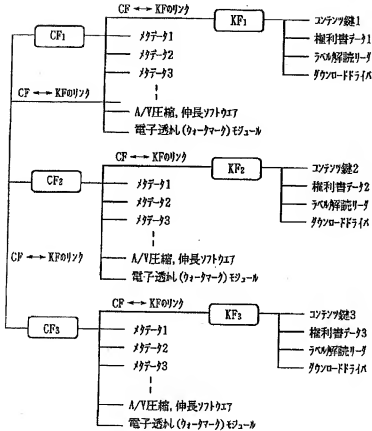 CF ←→ KFのリンク
CF1
KF1
コンテンツ鍵1
権利書データ1
ラベル解読リーダ
ダウンロードドライバ
メタデータ1
メタデータ2
メタデータ3
CF ←→ KFのリンク
A/V圧縮, 伸長ソフトウエア
電子透札(ウォータマーク)モジュール
CF ←→ KFのリンク
CF2
KF2
コンテンツ鍵2
権利書データ2
ラベル解読リーダ
ダウンロードドライバ
メタデータ1
メタデータ2
メタデータ3
CF ←→ KFのリンク
A/V圧縮, 伸長ソフトウエア
電子透札(ウォータマーク)モジュール
CF ←→ KFのリンク
CF3
KF3
コンテンツ鍵3
権利書データ3
ラベル解読リーダ
ダウンロードドライバ
メタデータ1
メタデータ2
メタデータ3
A/V圧縮, 伸長ソフトウエア
電子透札(ウォータマーク)モジュール